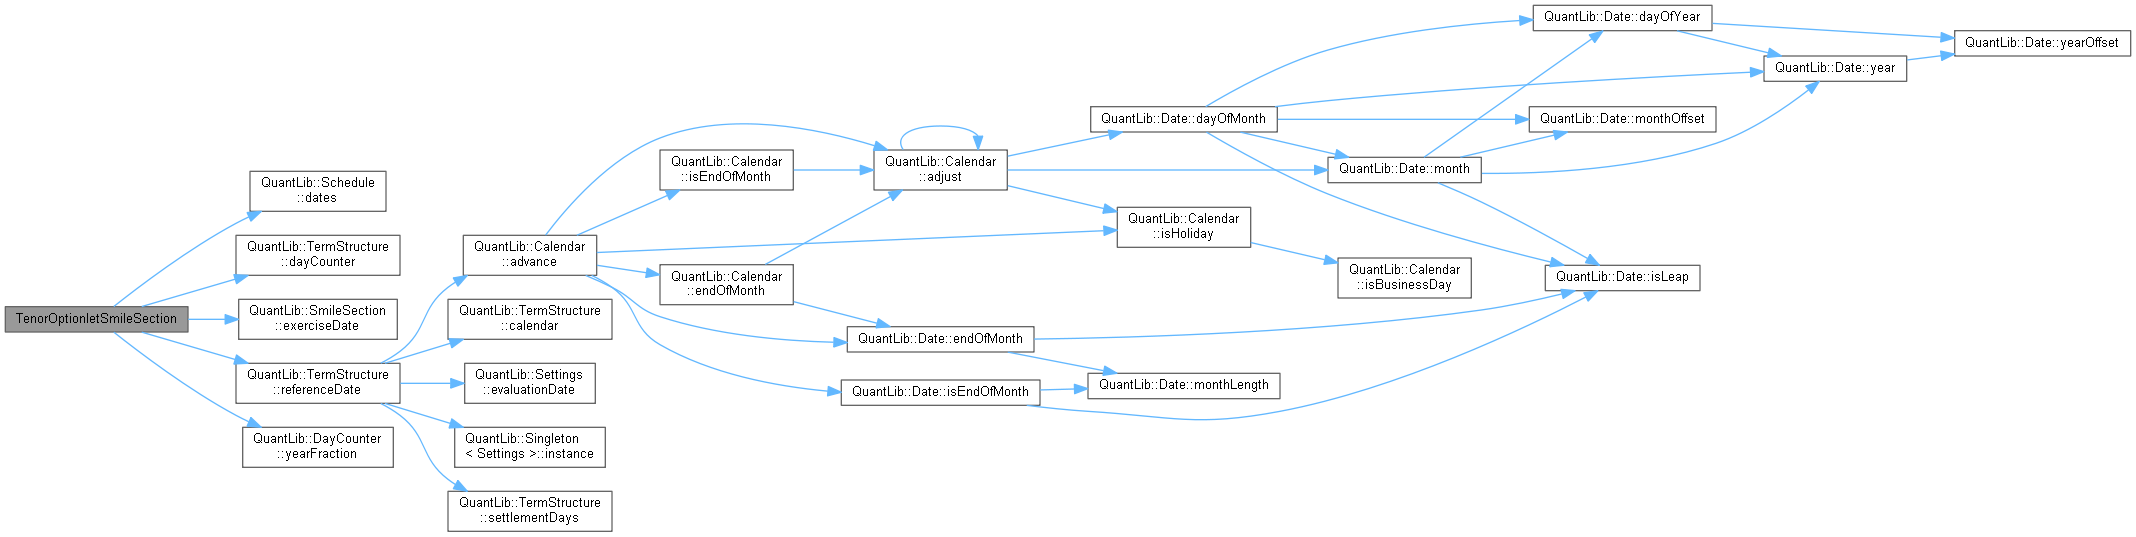 TenorOptionletSmileSection
QuantLib::Schedule
::dates
QuantLib::TermStructure
::dayCounter
QuantLib::SmileSection
::exerciseDate
QuantLib::TermStructure
::referenceDate
QuantLib::DayCounter
::yearFraction
QuantLib::Calendar
::advance
QuantLib::TermStructure
::calendar
QuantLib::Settings
::evaluationDate
QuantLib::Singleton
< Settings >::instance
QuantLib::TermStructure
::settlementDays
QuantLib::Calendar
::isEndOfMonth
QuantLib::Calendar
::endOfMonth
QuantLib::Calendar
::adjust
QuantLib::Date::endOfMonth
QuantLib::Date::isEndOfMonth
QuantLib::Date::dayOfMonth
QuantLib::Calendar
::isHoliday
QuantLib::Date::monthLength
QuantLib::Date::month
QuantLib::Calendar
::isBusinessDay
QuantLib::Date::dayOfYear
QuantLib::Date::monthOffset
QuantLib::Date::isLeap
QuantLib::Date::year
QuantLib::Date::yearOffset